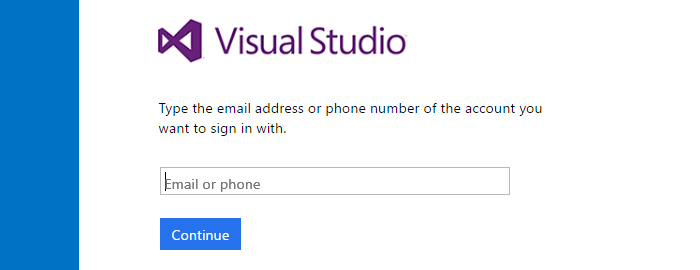 Visual Studio
Type the email address or phone number of the account you
want to sign in with.
Email or phone
Continue